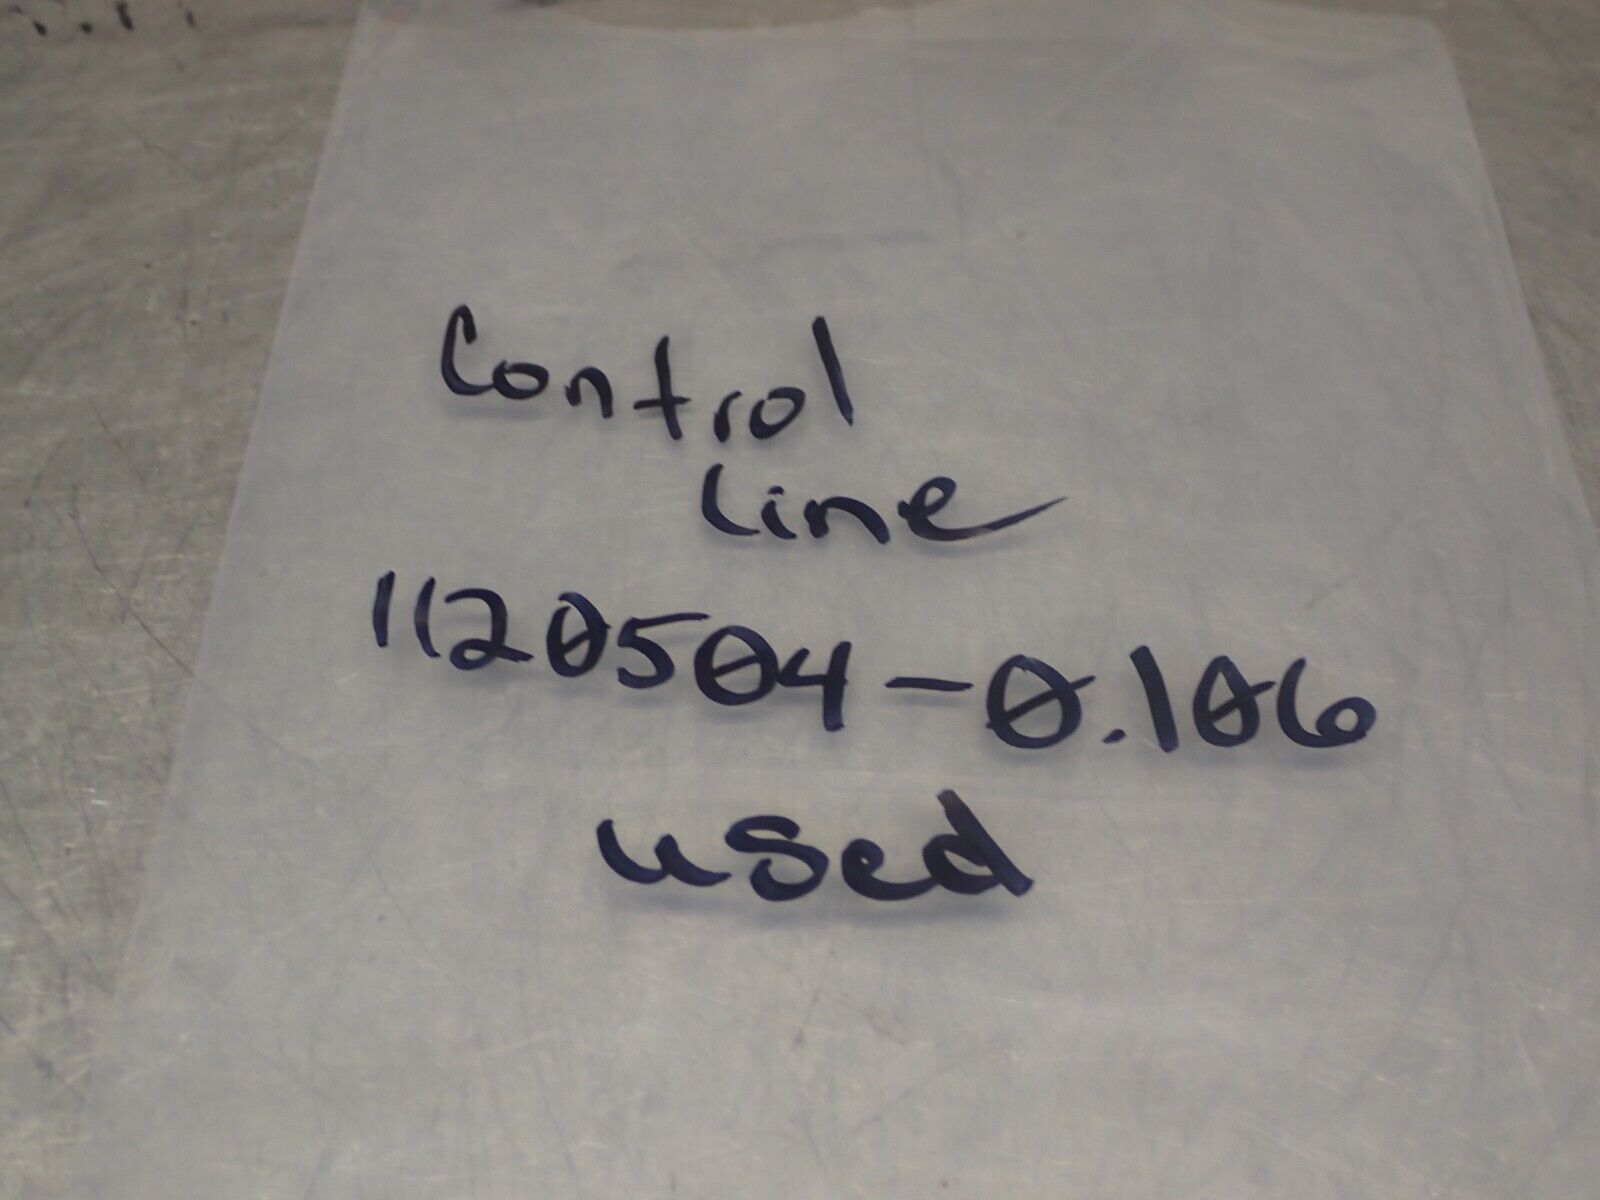 Control
Line
1120504-0.106
used